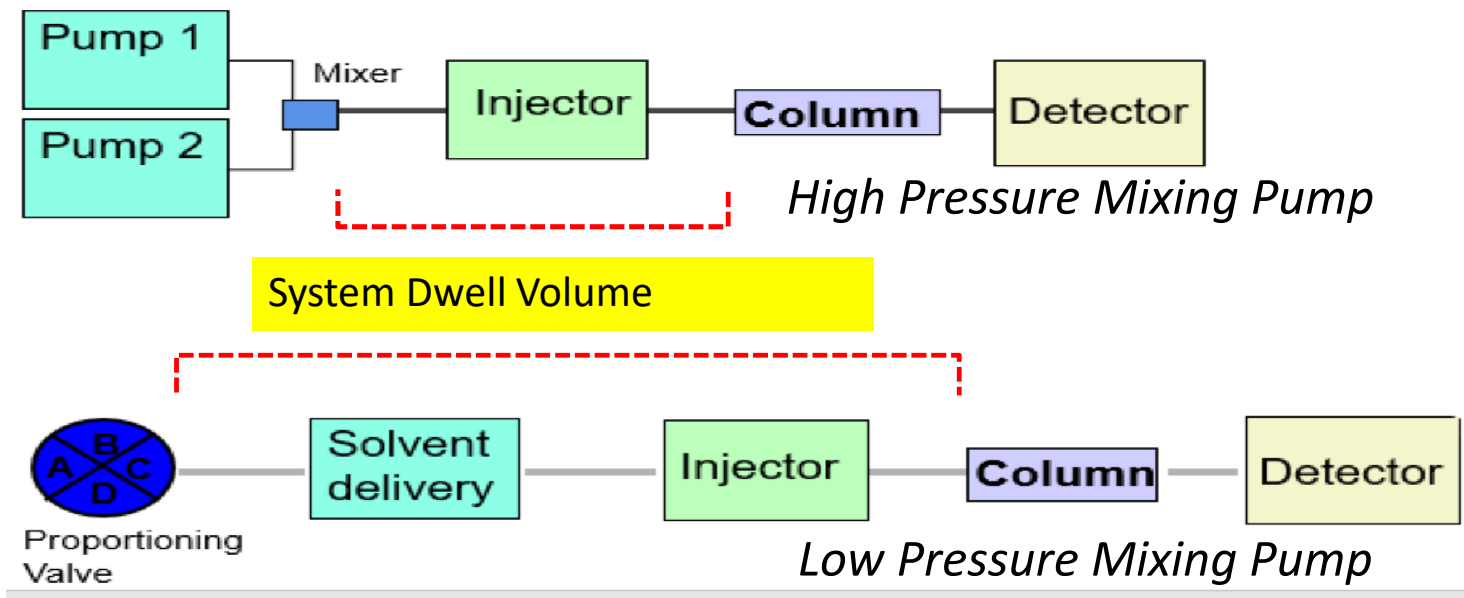 Pump 1
Mixer
Injector
Column
Detector
Pump 2
High Pressure Mixing Pump
System Dwell Volume
B
A C
D
Solvent
delivery
Injector
Column
Detector
Proportioning
Valve
Low Pressure Mixing Pump